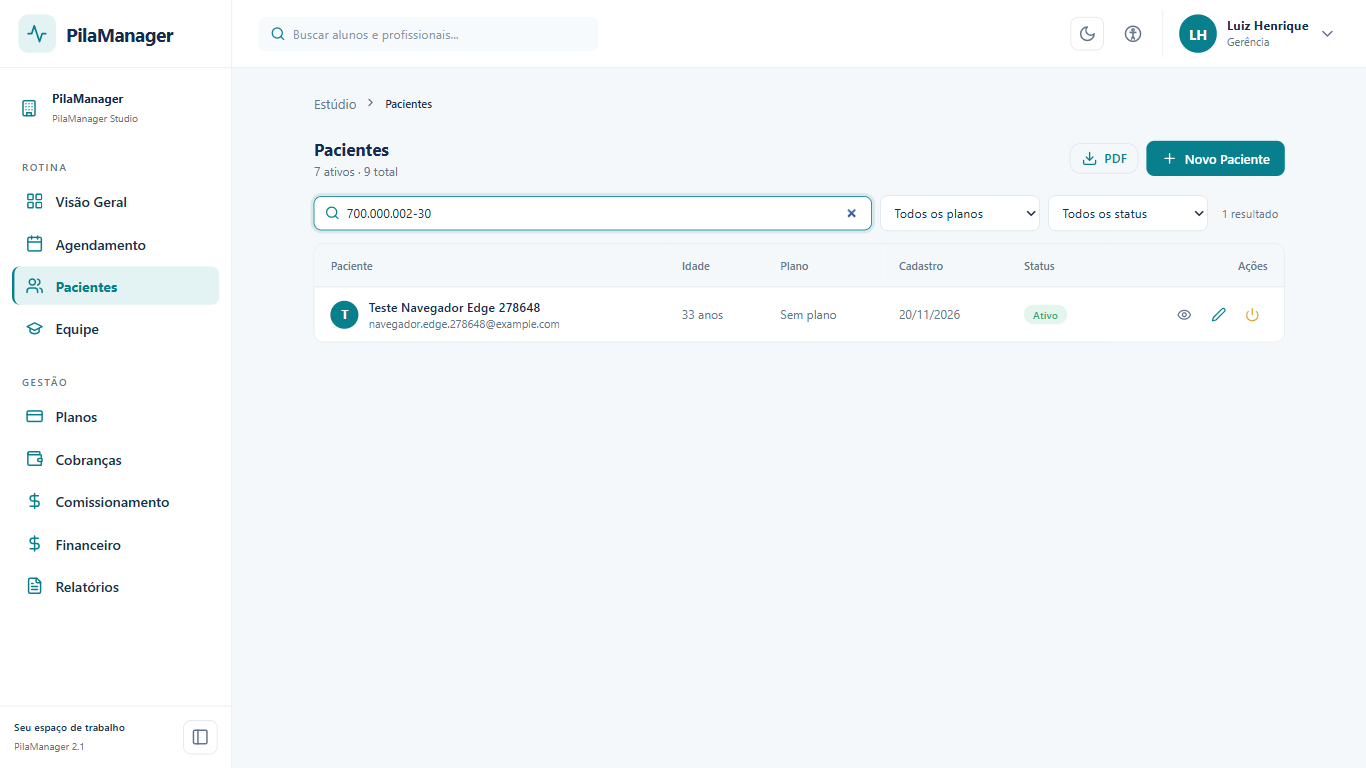 PilaManager
Buscar alunos e profissionais...
LH
Luiz Henrique
Gerência
PilaManager
PilaManager Studio
ROTINA
Visão Geral
Agendamento
Pacientes
Equipe
GESTÃO
Planos
Cobranças
Comissionamento
Financeiro
Relatórios
Seu espaço de trabalho
PilaManager 2.1
Estúdio > Pacientes
Pacientes
7 ativos · 9 total
PDF
+ Novo Paciente
700.000.002-30
Todos os planos
Todos os status
1 resultado
Paciente Idade Plano Cadastro Status Ações
T
Teste Navegador Edge 278648
navegador.edge.278648@example.com
33 anos Sem plano 20/11/2026 Ativo